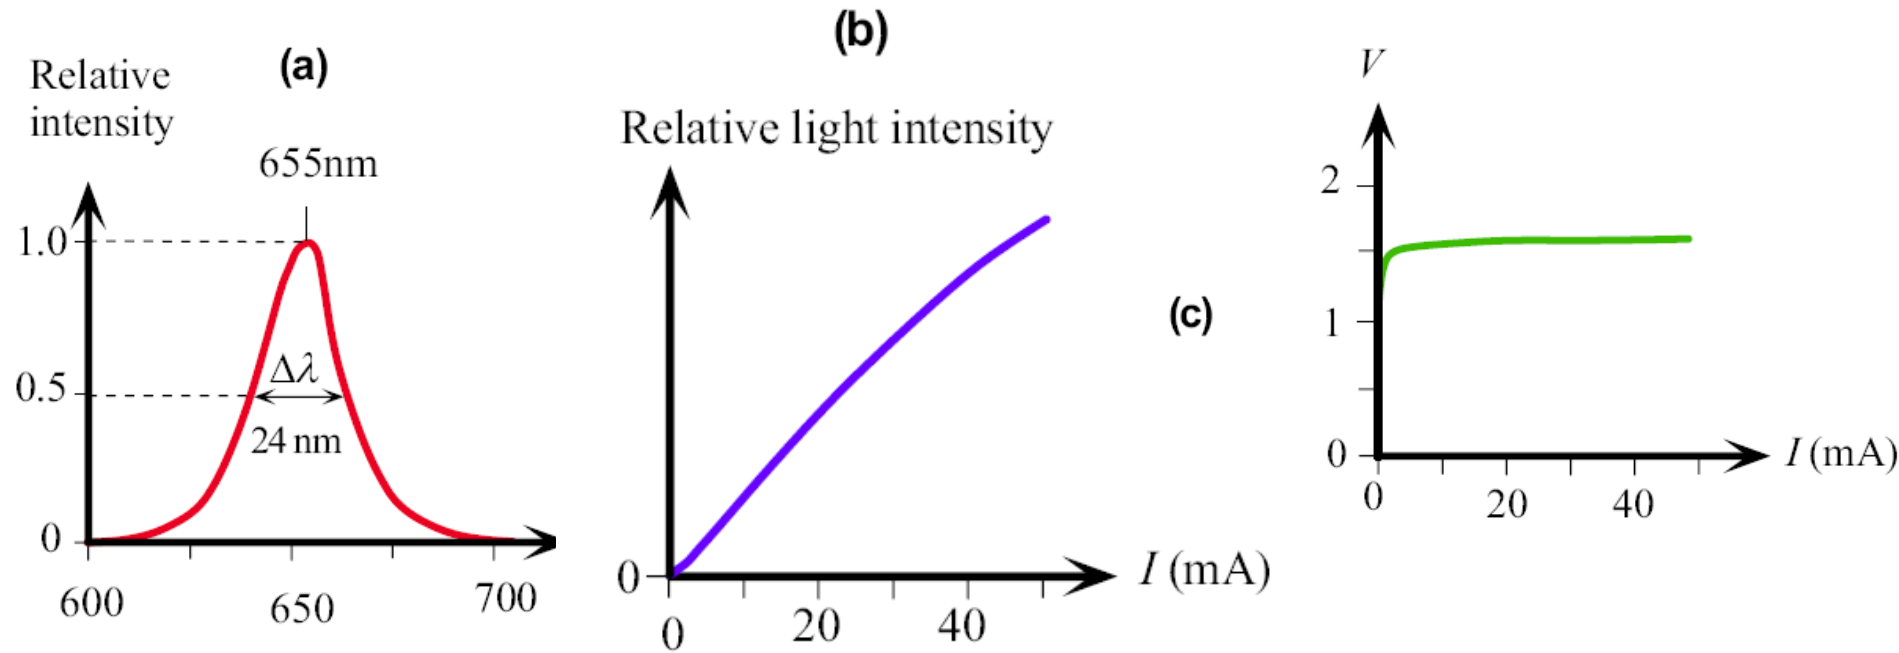 (a)
Relative
intensity
655nm
1.0
0.5
Δλ
24 nm
0
600
650
700
(b)
Relative light intensity
0
0
20
40
I (mA)
(c)
V
2
1
0
0
20
40
I (mA)